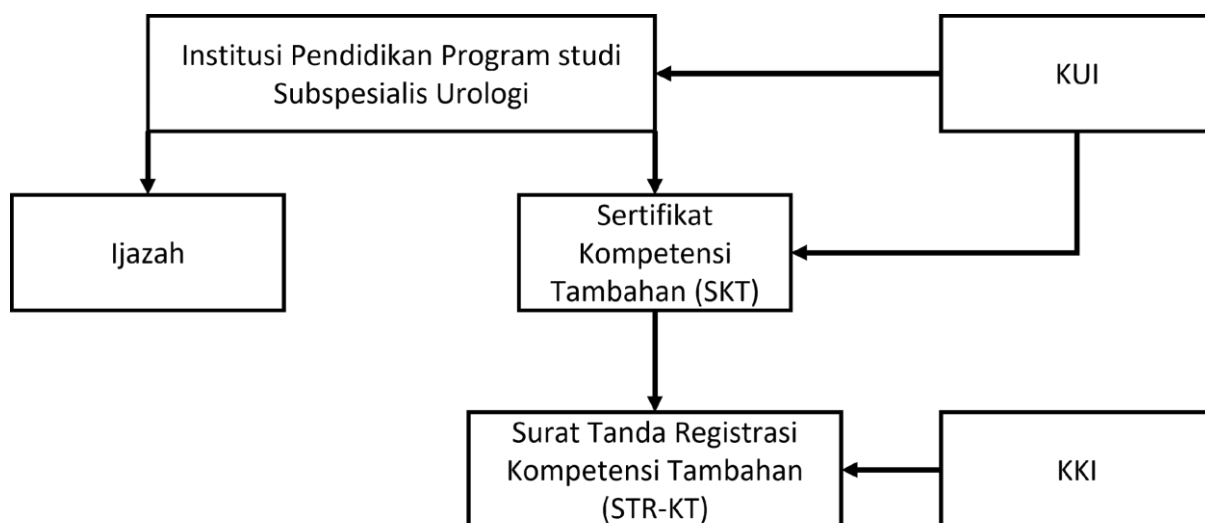 Institusi Pendidikan Program studi
Subspesialis Urologi
KUI
Ijazah
Sertifikat
Kompetensi
Tambahan (SKT)
Surat Tanda Registrasi
Kompetensi Tambahan
(STR-KT)
KKI